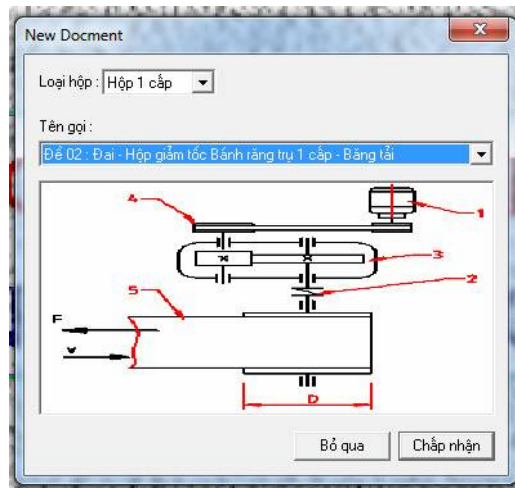 New Docment
Loại hộp : Hộp 1 cấp
Tên gọi :
Đề 02 : Đai - Hộp giảm tốc Bánh răng trụ 1 cấp - Băng tải
4
1
3
2
5
F
v
D
Bỏ qua
Chấp nhận